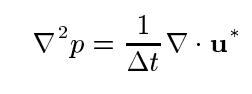 ∇²p = 1/Δt ∇ · u*